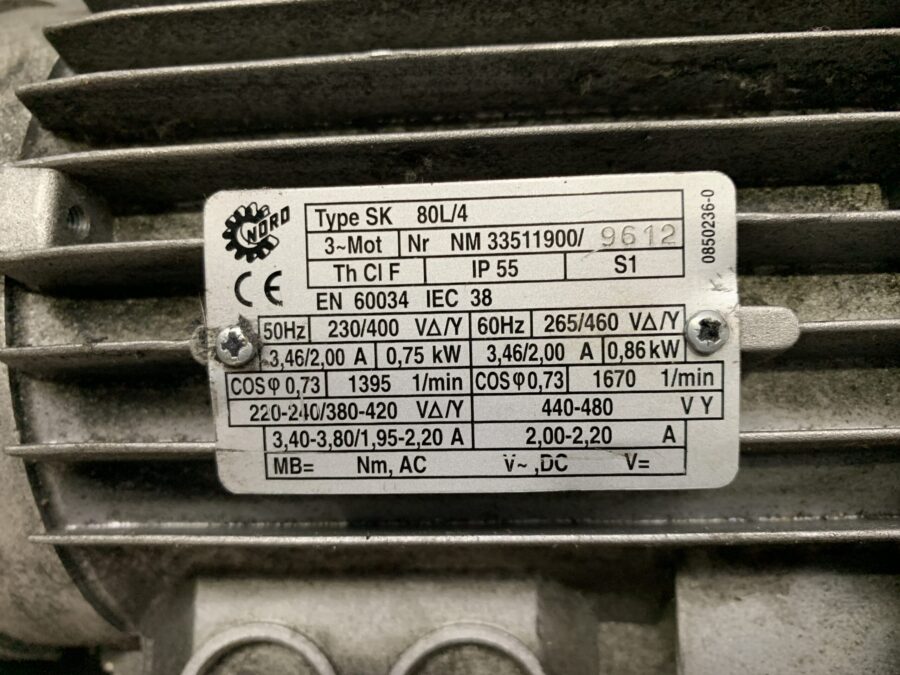 NORD
Type SK 80L/4
3~Mot Nr NM 33511900/ 9612
Th Cl F IP 55 S1
0850236-0
CE
EN 60034 IEC 38
50Hz 230/400 V∆/Y 60Hz 265/460 V∆/Y
3,46/2,00 A 0,75 kW 3,46/2,00 A 0,86 kW
COSφ 0,73 1395 1/min COSφ 0,73 1670 1/min
220-240/380-420 V∆/Y 440-480 V Y
3,40-3,80/1,95-2,20 A 2,00-2,20 A
MB= Nm, AC V~ ,DC V=